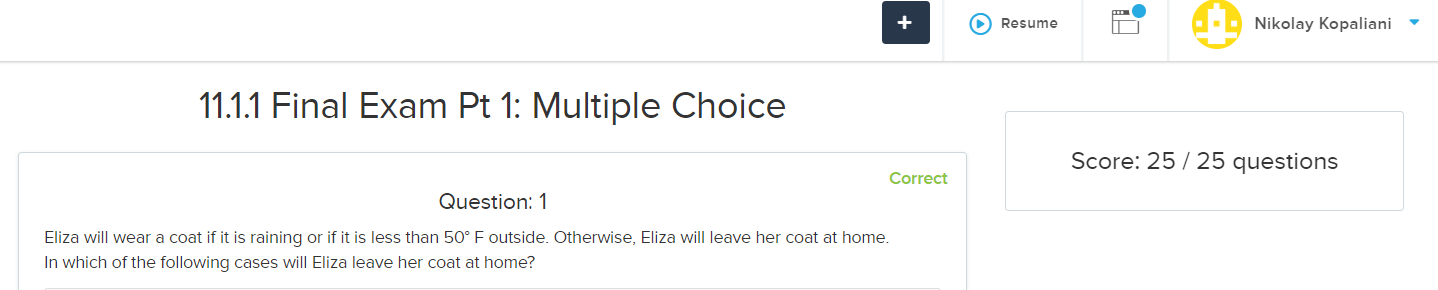 +
Resume
Nikolay Kopaliani
11.1.1 Final Exam Pt 1: Multiple Choice
Score: 25 / 25 questions
Correct
Question: 1
Eliza will wear a coat if it is raining or if it is less than 50° F outside. Otherwise, Eliza will leave her coat at home.
In which of the following cases will Eliza leave her coat at home?